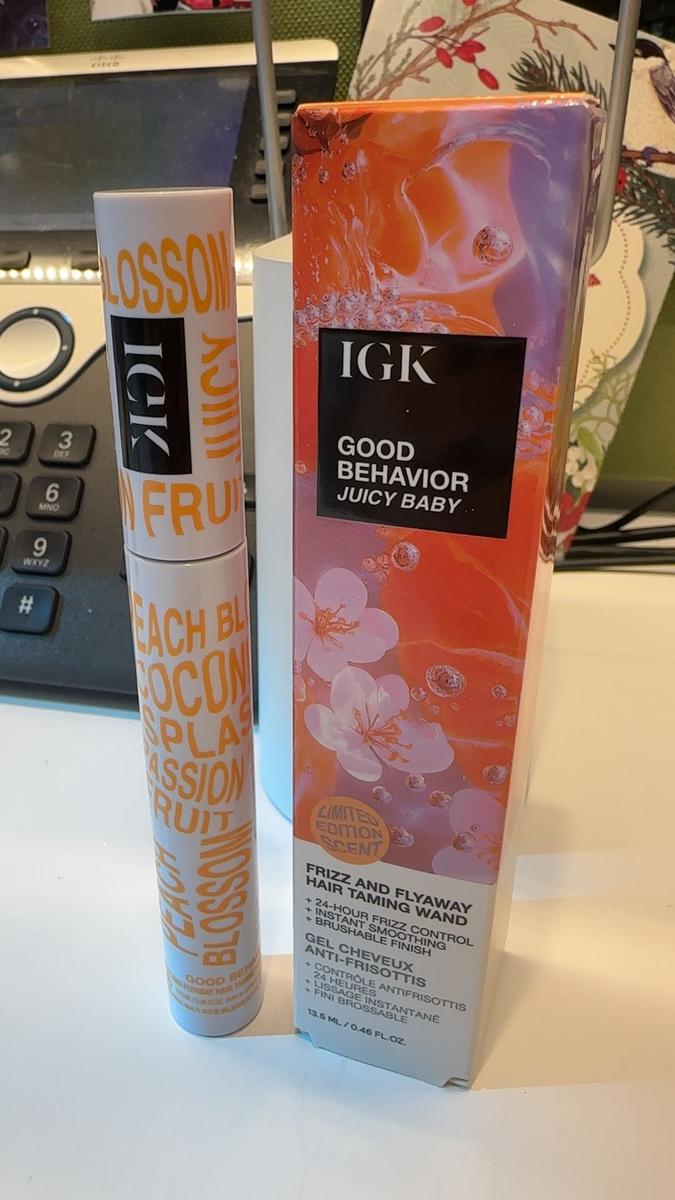 CISCO
BLOSSOM
IGK
JUICY
N FRUIT
EACH BL
COCON
SPLAS
ASSION
FRUIT
PEACH
BLOSSOM
GOOD BEHA
IGK
GOOD
BEHAVIOR
JUICY BABY
LIMITED
EDITION
SCENT
FRIZZ AND FLYAWAY
HAIR TAMING WAND
+ 24-HOUR FRIZZ CONTROL
+ INSTANT SMOOTHING
+ BRUSHABLE FINISH
GEL CHEVEUX
ANTI-FRISOTTIS
+ CONTRÔLE ANTIFRISOTTIS
24 HEURES
+ LISSAGE INSTANTANÉ
+ FINI BROSSABLE
13.5 ML / 0.46 FL.OZ.
2
3
DEF
6
MNO
9
WXYZ
#